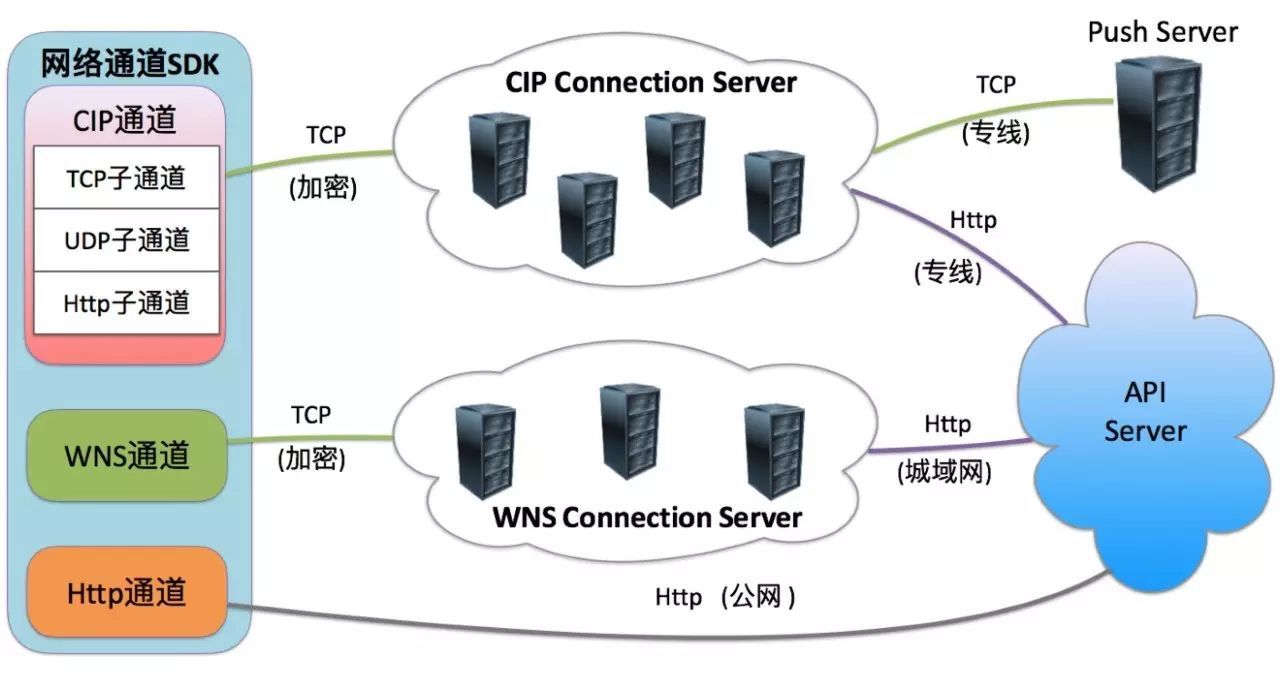 网络通道SDK
CIP通道
TCP子通道
UDP子通道
Http子通道
WNS通道
Http通道
TCP
(加密)
CIP Connection Server
TCP
(专线)
Push Server
Http
(专线)
TCP
(加密)
WNS Connection Server
Http
(城域网)
API
Server
Http (公网)